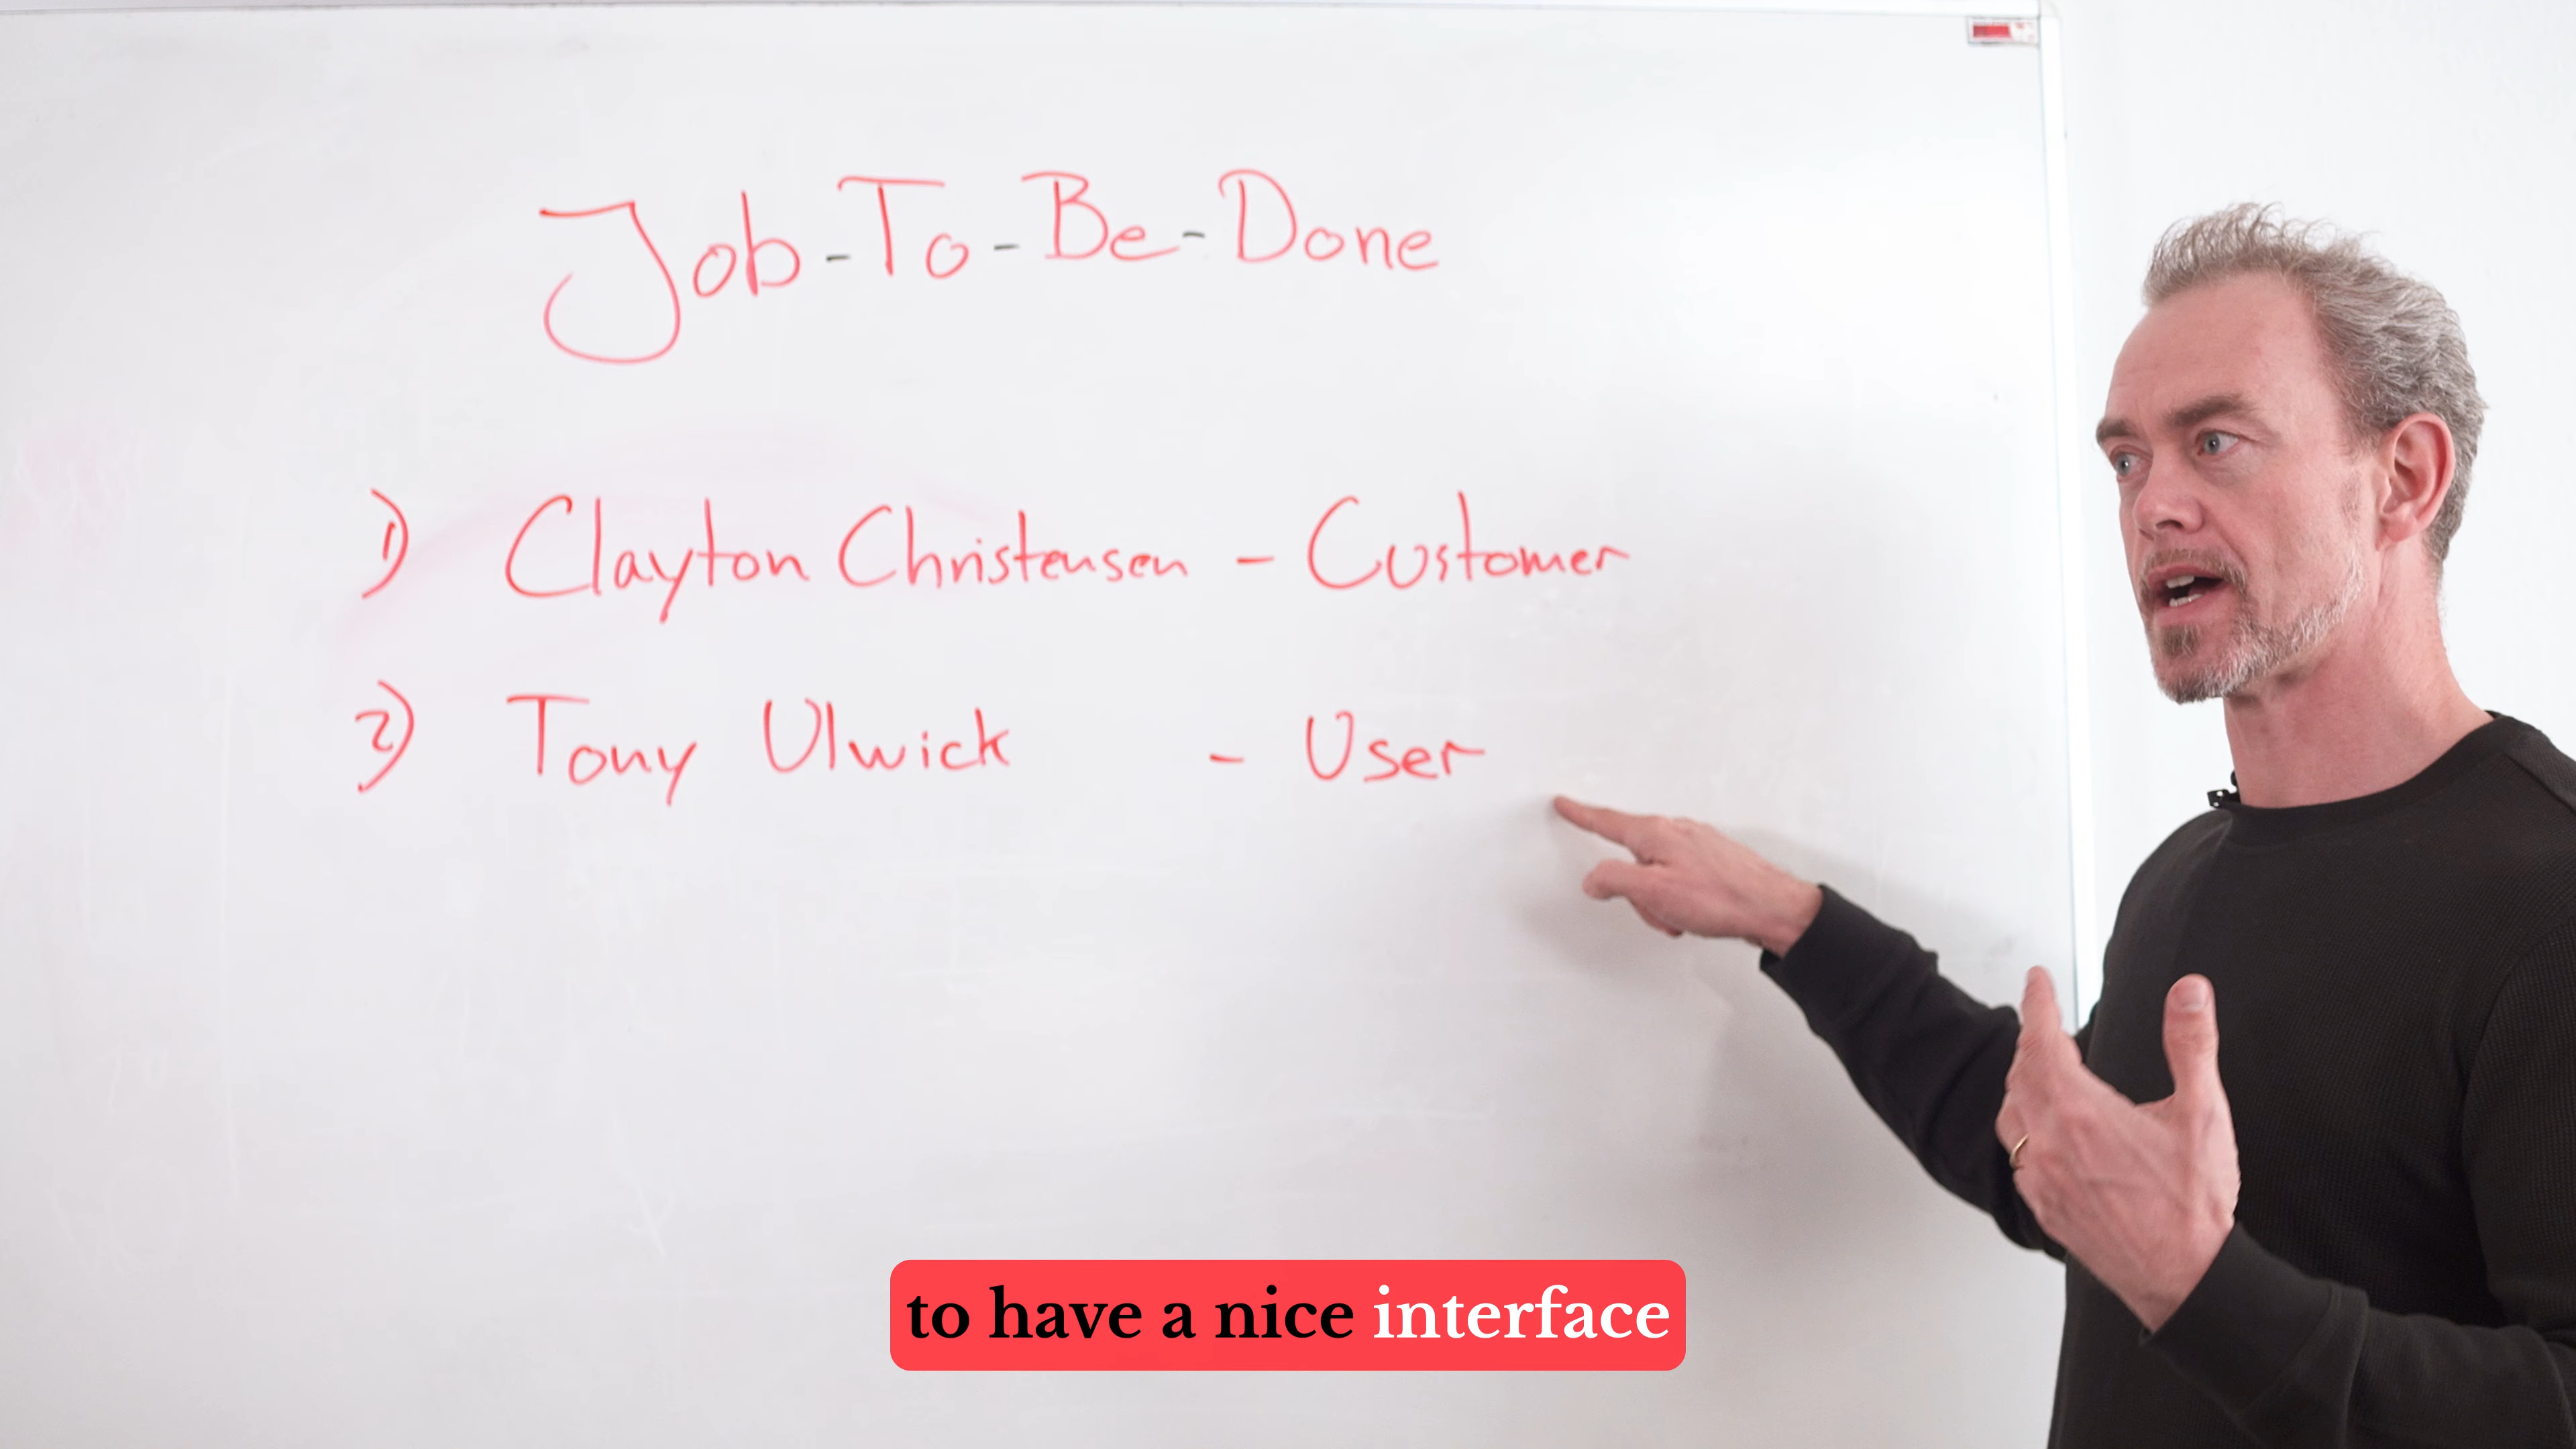 Job-To-Be-Done
1) Clayton Christensen - Customer
2) Tony Ulwick - User
to have a nice interface